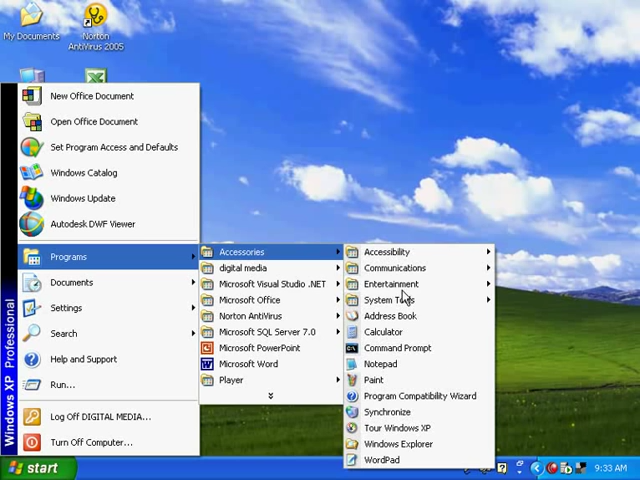 My Documents
Norton
AntiVirus 2005
New Office Document
Open Office Document
Set Program Access and Defaults
Windows Catalog
Windows Update
Autodesk DWF Viewer
Programs
Documents
Settings
Search
Help and Support
Run...
Log Off DIGITAL MEDIA...
Turn Off Computer...
Windows XP Professional
Accessories
digital media
Microsoft Visual Studio .NET
Microsoft Office
Norton AntiVirus
Microsoft SQL Server 7.0
Microsoft PowerPoint
Microsoft Word
Player
Accessibility
Communications
Entertainment
System Tools
Address Book
Calculator
Command Prompt
Notepad
Paint
Program Compatibility Wizard
Synchronize
Tour Windows XP
Windows Explorer
WordPad
start
9:33 AM